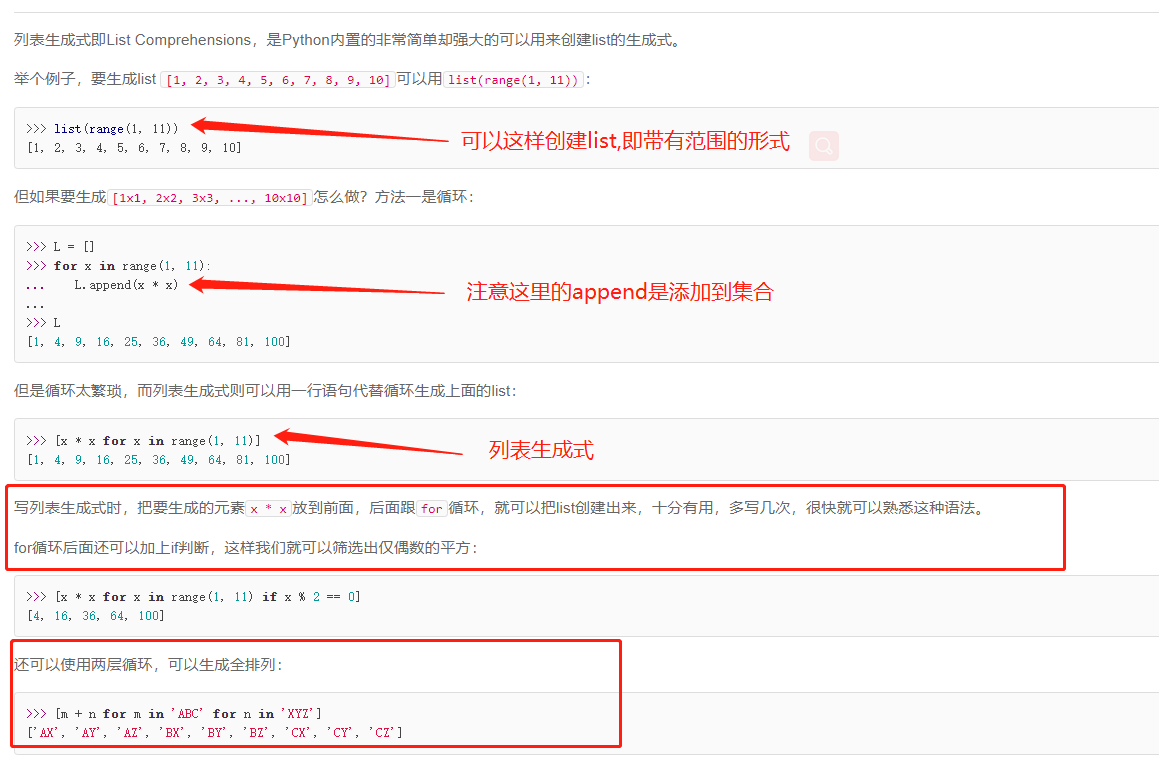 列表生成式即List Comprehensions，是Python内置的非常简单却强大的可以用来创建list的生成式。
举个例子，要生成list [1, 2, 3, 4, 5, 6, 7, 8, 9, 10]可以用list(range(1, 11))：
>>> list(range(1, 11))
[1, 2, 3, 4, 5, 6, 7, 8, 9, 10]
可以这样创建list,即带有范围的形式
但如果要生成[1x1, 2x2, 3x3, ..., 10x10]怎么做？方法一是循环：
>>> L = []
>>> for x in range(1, 11):
...    L.append(x * x)
注意这里的append是添加到集合
...
>>> L
[1, 4, 9, 16, 25, 36, 49, 64, 81, 100]
但是循环太繁琐，而列表生成式则可以用一行语句代替循环生成上面的list：
>>> [x * x for x in range(1, 11)]
[1, 4, 9, 16, 25, 36, 49, 64, 81, 100]
列表生成式
写列表生成式时，把要生成的元素x * x放到前面，后面跟for循环，就可以把list创建出来，十分有用，多写几次，很快就可以熟悉这种语法。
for循环后面还可以加上if判断，这样我们就可以筛选出仅偶数的平方：
>>> [x * x for x in range(1, 11) if x % 2 == 0]
[4, 16, 36, 64, 100]
还可以使用两层循环，可以生成全排列：
>>> [m + n for m in 'ABC' for n in 'XYZ']
['AX', 'AY', 'AZ', 'BX', 'BY', 'BZ', 'CX', 'CY', 'CZ']